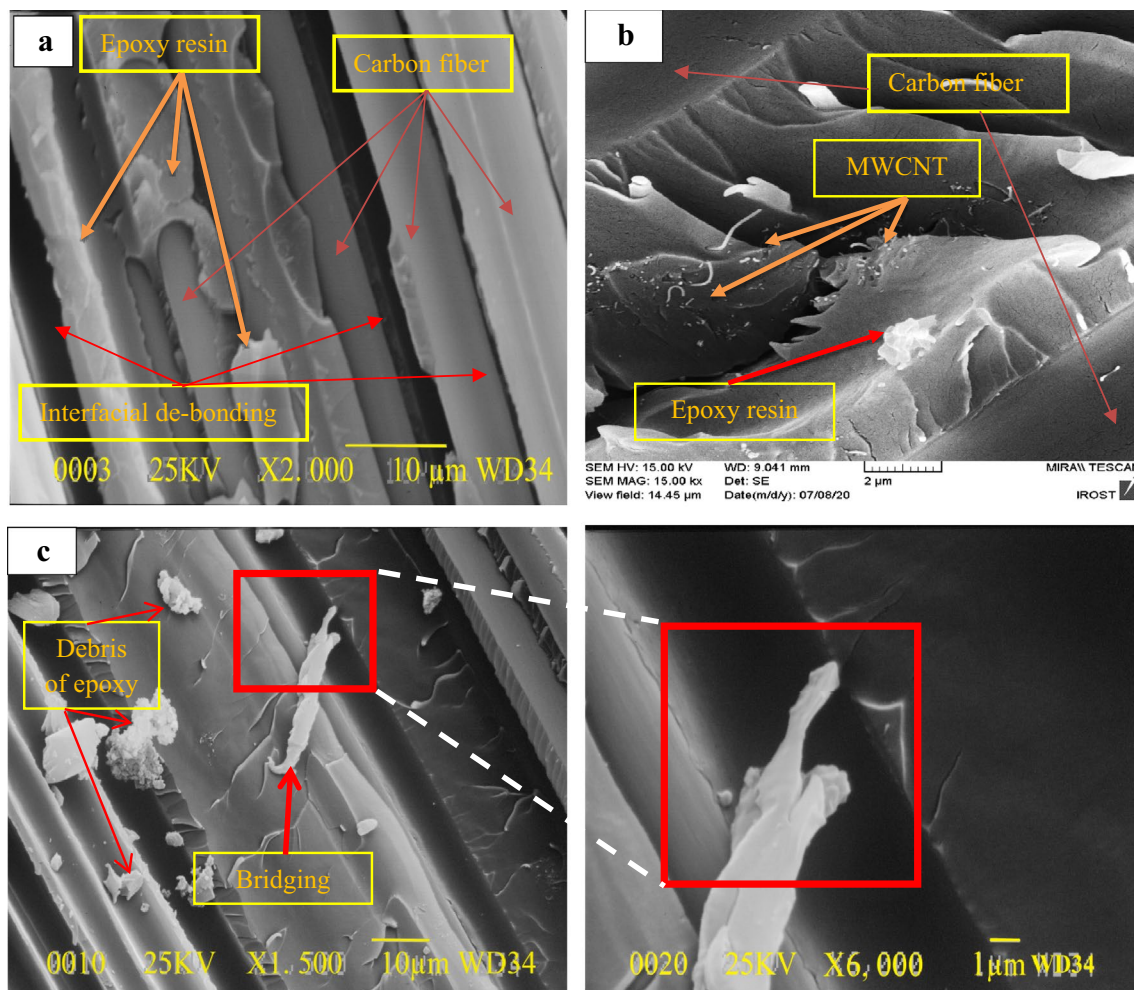 a
Epoxy resin
Carbon fiber
Interfacial de-bonding
0003 25KV X2.000 10 µm WD34
b
Carbon fiber
MWCNT
Epoxy resin
SEM HV: 15.00 kV WD: 9.041 mm
SEM MAG: 15.00 kx Det: SE 2 µm MIRA\\ TESCAN
View field: 14.45 µm Date(m/d/y): 07/08/20 IROST
c
Debris
of epoxy
Bridging
0010 25KV X1.500 10µm WD34
0020 25KV X6,000 1µm WD34